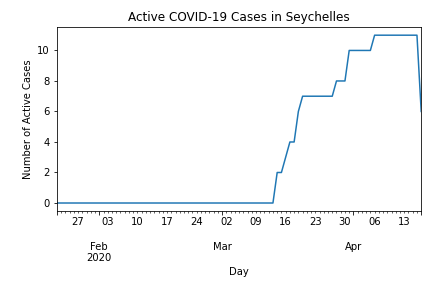 Active COVID-19 Cases in Seychelles
Number of Active Cases
10
8
6
4
2
0
27 03 10 17 24 02 09 16 23 30 06 13
Feb Mar Apr
2020
Day